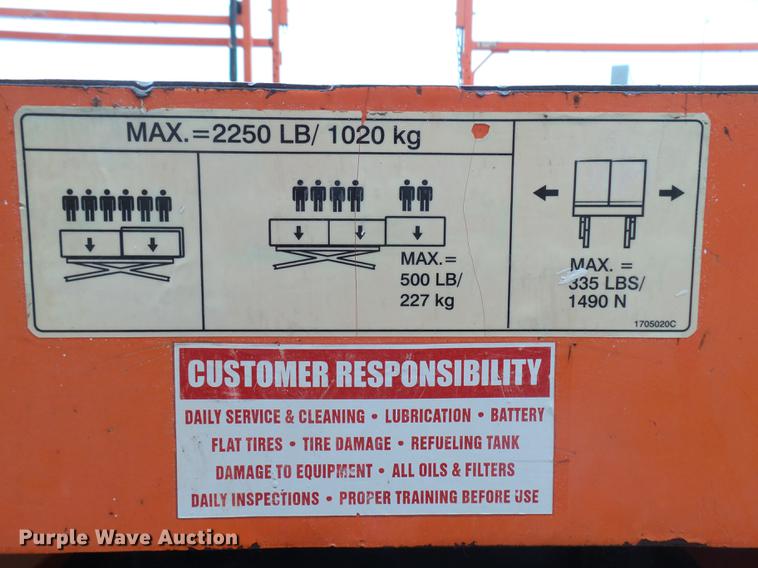 MAX.=2250 LB/ 1020 kg
MAX.=
500 LB/
227 kg
MAX. =
335 LBS/
1490 N
1705020C
CUSTOMER RESPONSIBILITY
DAILY SERVICE & CLEANING • LUBRICATION • BATTERY
FLAT TIRES • TIRE DAMAGE • REFUELING TANK
DAMAGE TO EQUIPMENT • ALL OILS & FILTERS
DAILY INSPECTIONS • PROPER TRAINING BEFORE USE
Purple Wave Auction